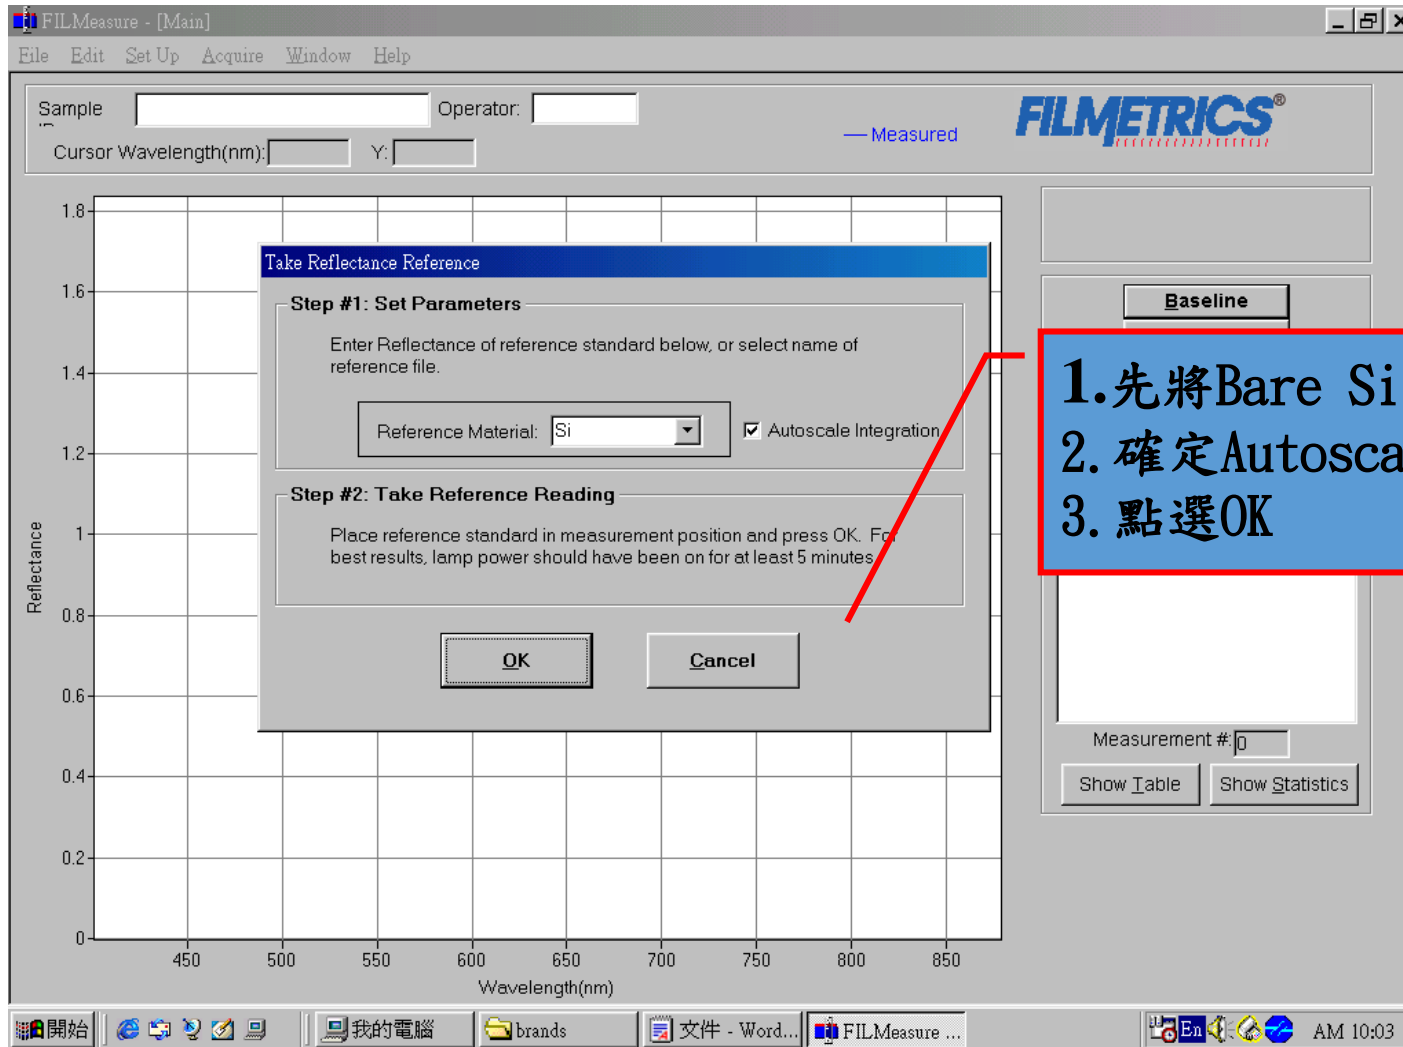 FILMeasure - [Main]
File Edit Set Up Acquire Window Help
Sample
Operator:
Measured
FILMETRICS®
Cursor Wavelength(nm):
Y:
1.8
1.6
1.4
1.2
1
0.8
0.6
0.4
0.2
0
Reflectance
450 500 550 600 650 700 750 800 850
Wavelength(nm)
Take Reflectance Reference
Step #1: Set Parameters
Enter Reflectance of reference standard below, or select name of
reference file.
Reference Material: Si
Autoscale Integration
Step #2: Take Reference Reading
Place reference standard in measurement position and press OK. For
best results, lamp power should have been on for at least 5 minutes.
OK Cancel
Baseline
1.先將Bare Si
2.確定Autosca
3.點選OK
Measurement #: 0
Show Table Show Statistics
開始 我的電腦 brands 文件 - Word... FILMeasure ... En AM 10:03